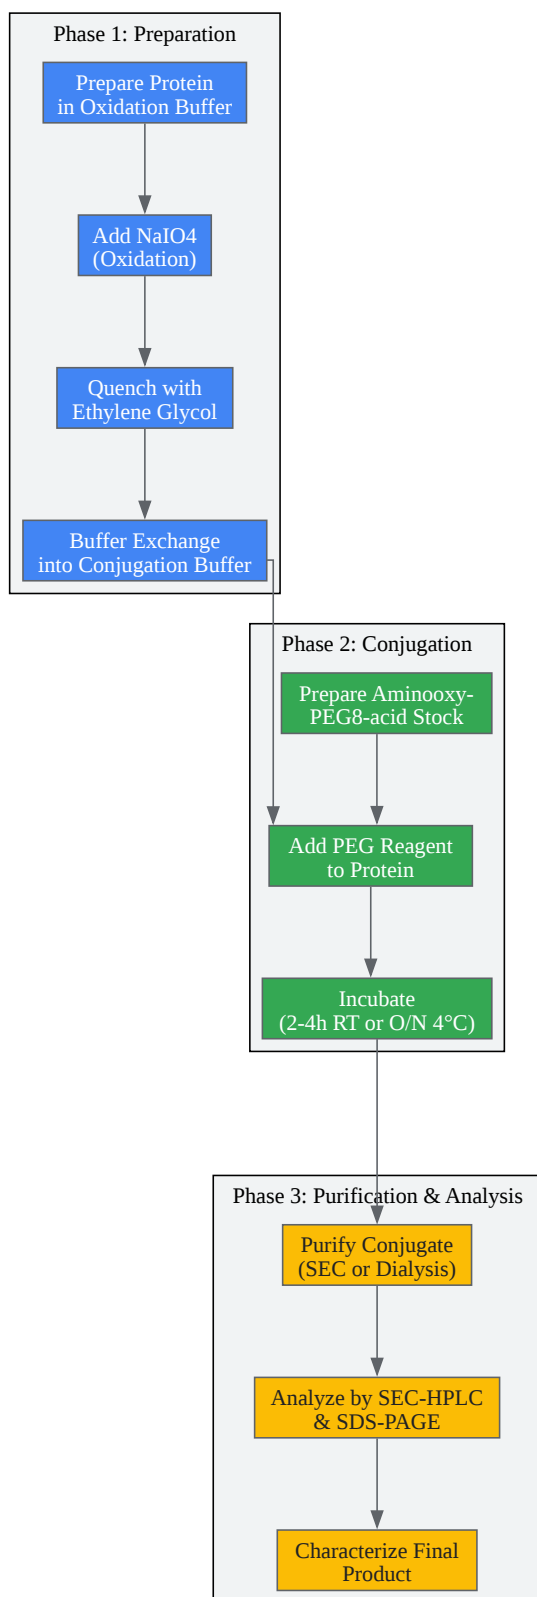 Phase 1: Preparation
Prepare Protein
in Oxidation Buffer
Add NaIO4
(Oxidation)
Quench with
Ethylene Glycol
Buffer Exchange
into Conjugation Buffer
Phase 2: Conjugation
Prepare Aminooxy-
PEG8-acid Stock
Add PEG Reagent
to Protein
Incubate
(2-4h RT or O/N 4°C)
Phase 3: Purification & Analysis
Purify Conjugate
(SEC or Dialysis)
Analyze by SEC-HPLC
& SDS-PAGE
Characterize Final
Product